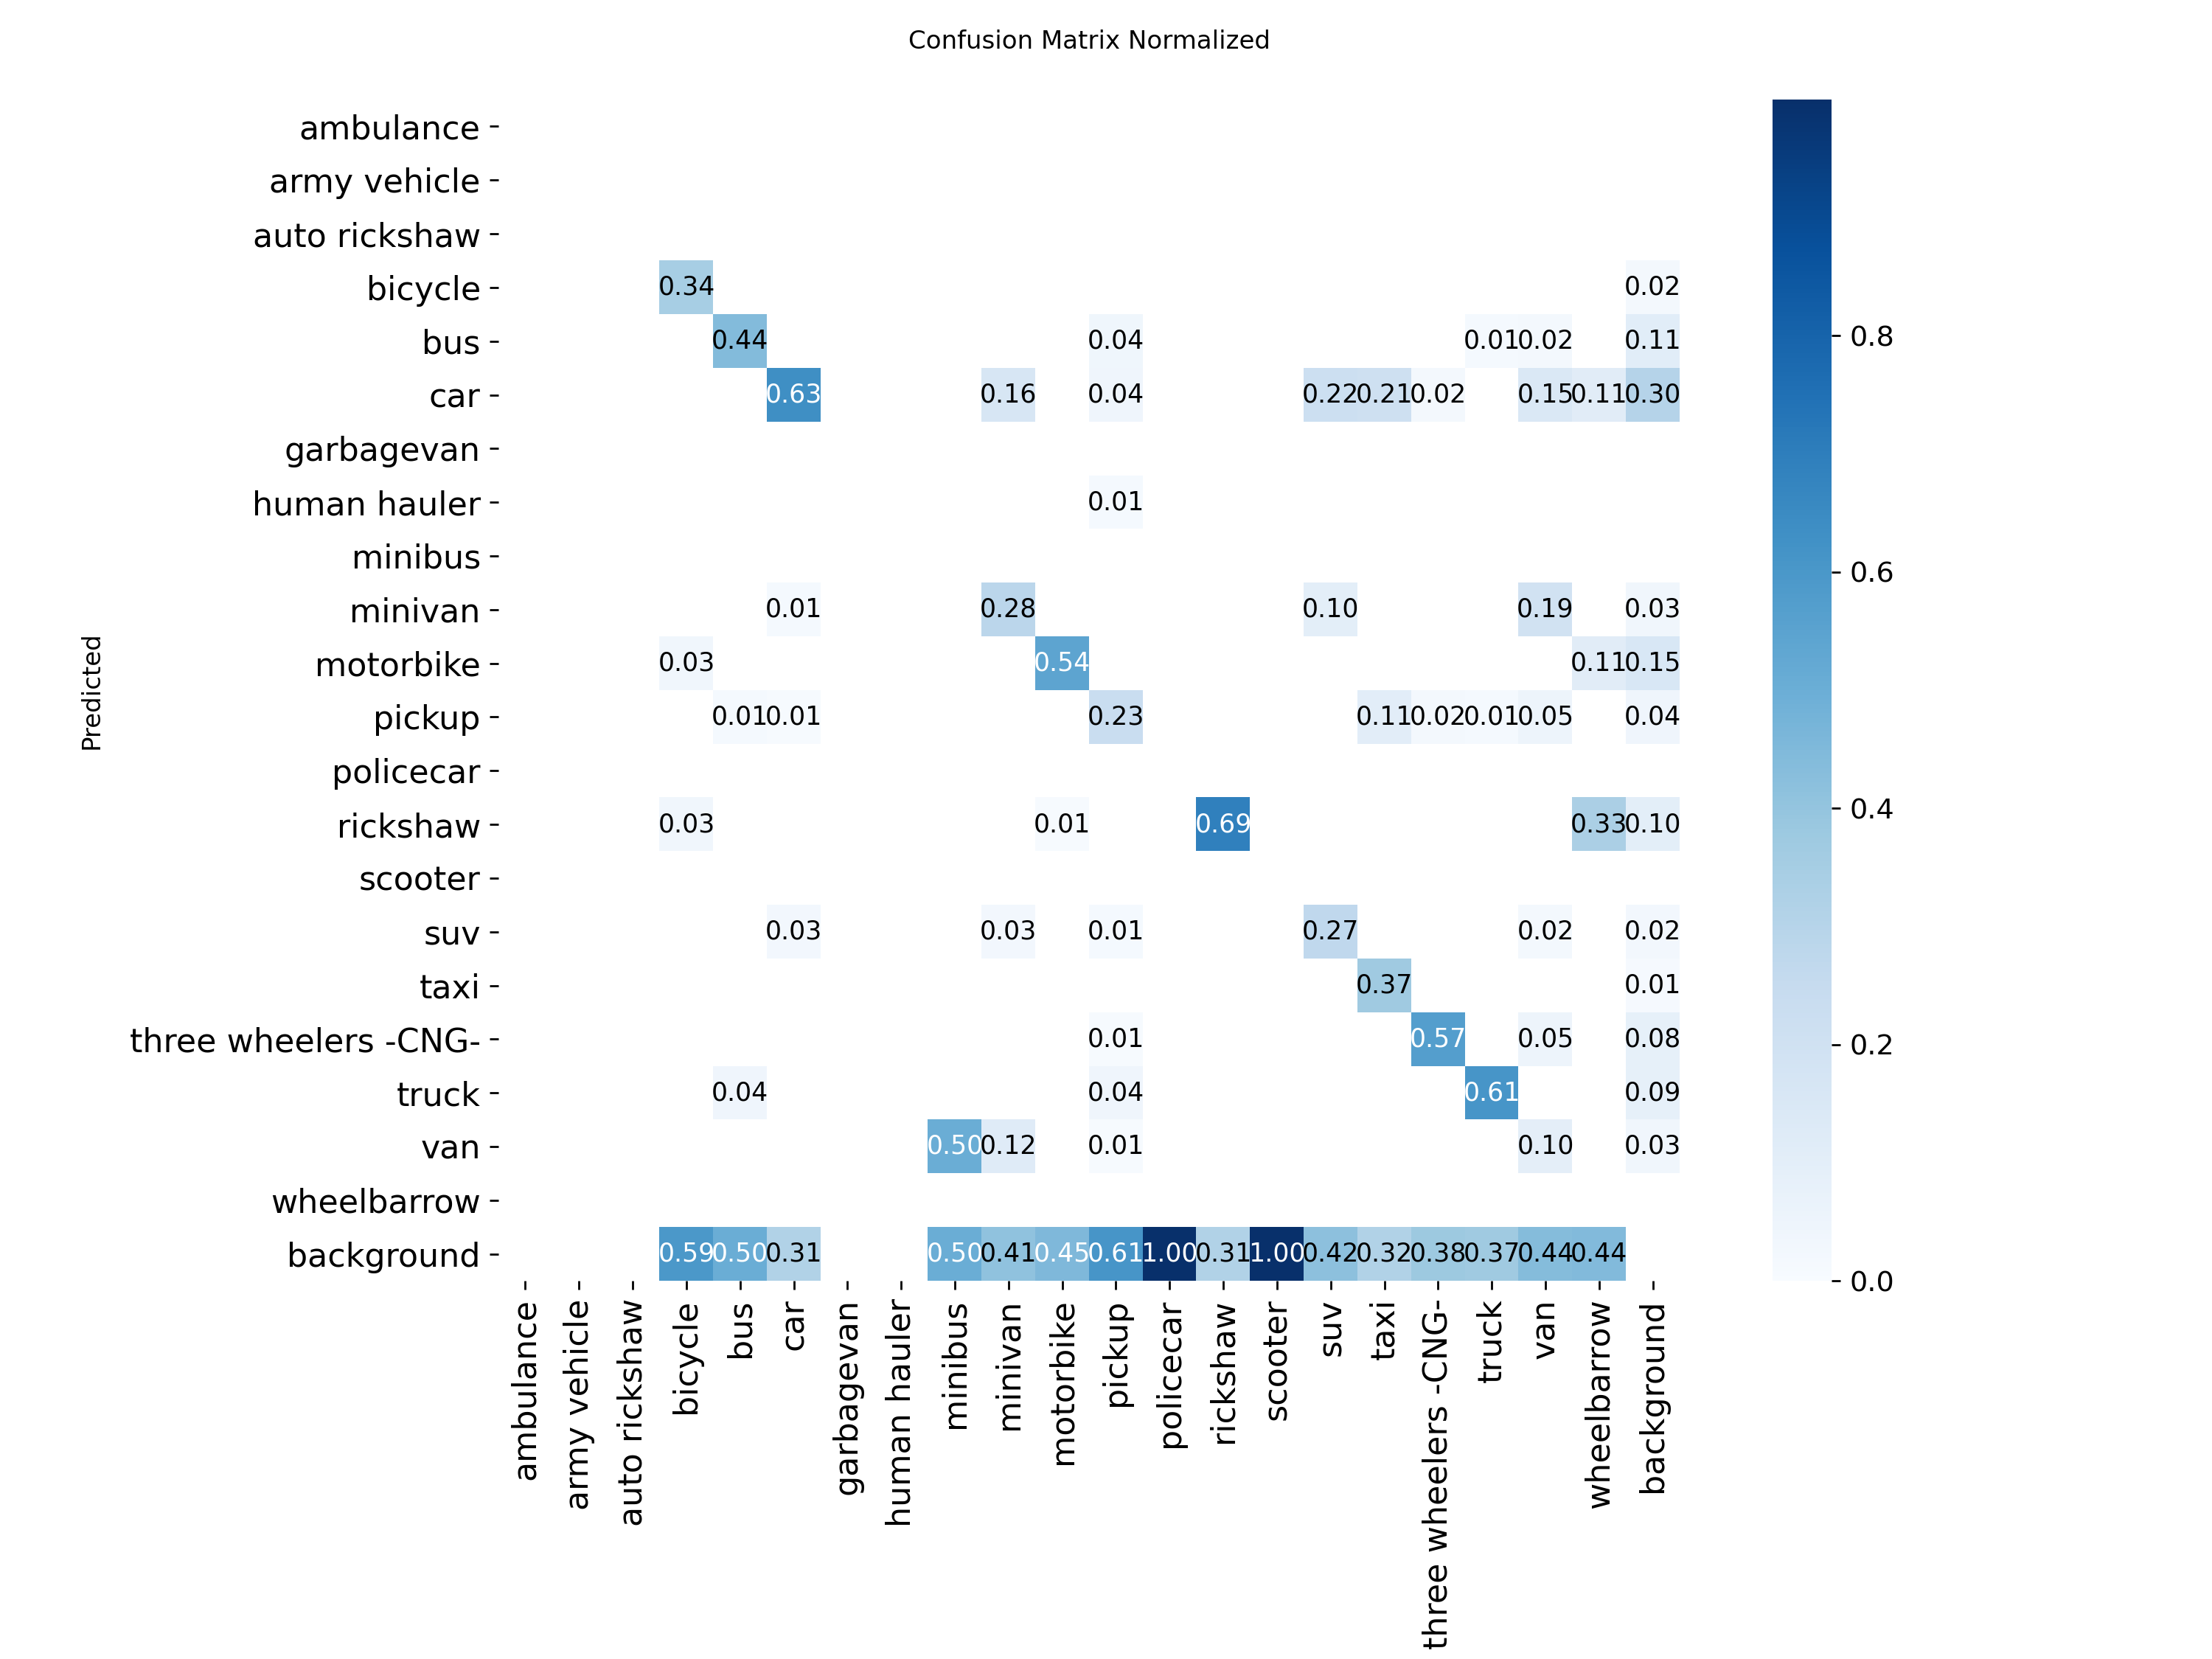 Confusion Matrix Normalized
ambulance
army vehicle
auto rickshaw
bicycle 0.34 0.02
bus 0.44 0.04 0.01 0.02 0.11
car 0.63 0.16 0.04 0.22 0.21 0.02 0.15 0.11 0.30
garbagevan
human hauler 0.01
minibus
minivan 0.01 0.28 0.10 0.19 0.03
motorbike 0.03 0.54 0.11 0.15
pickup 0.01 0.01 0.23 0.11 0.02 0.01 0.05 0.04
policecar
rickshaw 0.03 0.01 0.69 0.33 0.10
scooter
suv 0.03 0.03 0.01 0.27 0.02 0.02
taxi 0.37 0.01
three wheelers -CNG- 0.01 0.57 0.05 0.08
truck 0.04 0.04 0.61 0.09
van 0.50 0.12 0.01 0.10 0.03
wheelbarrow
background 0.59 0.50 0.31 0.50 0.41 0.45 0.61 1.00 0.31 1.00 0.42 0.32 0.38 0.37 0.44 0.44
Predicted
ambulance
army vehicle
auto rickshaw
bicycle
bus
car
garbagevan
human hauler
minibus
minivan
motorbike
pickup
policecar
rickshaw
scooter
suv
taxi
three wheelers -CNG-
truck
van
wheelbarrow
background
0.8
0.6
0.4
0.2
0.0